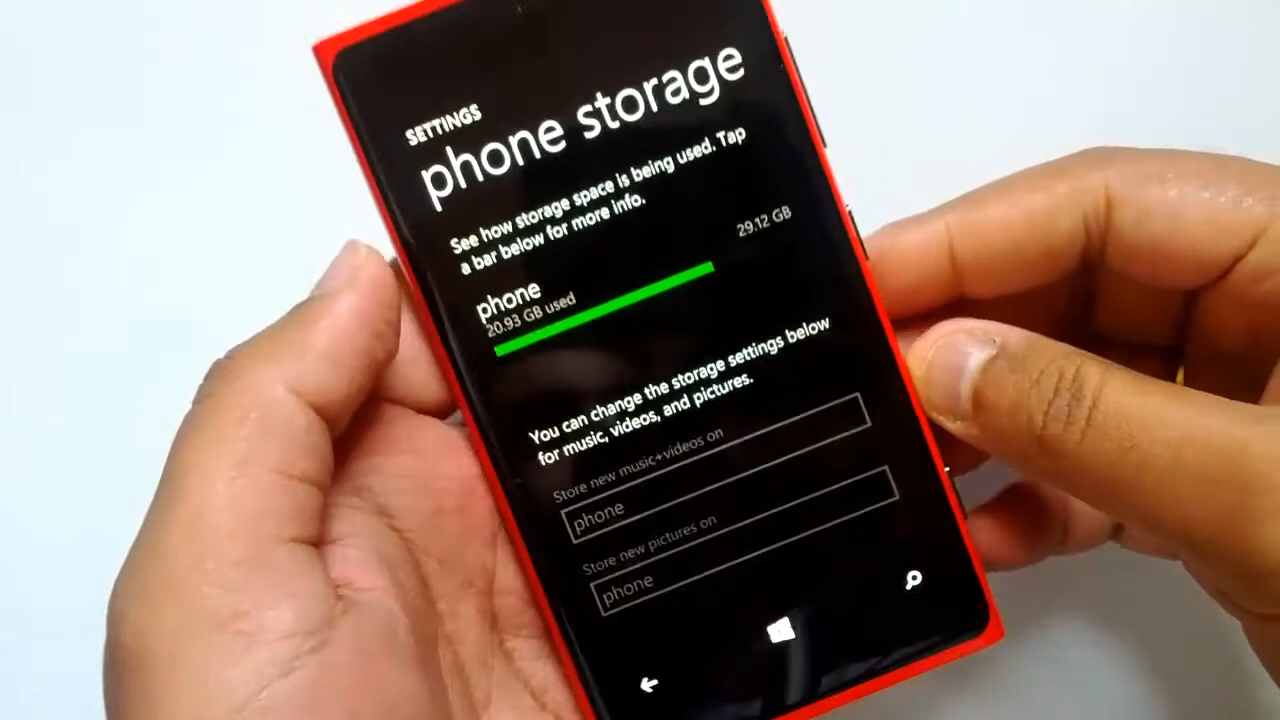 SETTINGS
phone storage
See how storage space is being used. Tap
a bar below for more info.
29.12 GB
phone
20.93 GB used
You can change the storage settings below
for music, videos, and pictures.
Store new music+videos on
phone
Store new pictures on
phone